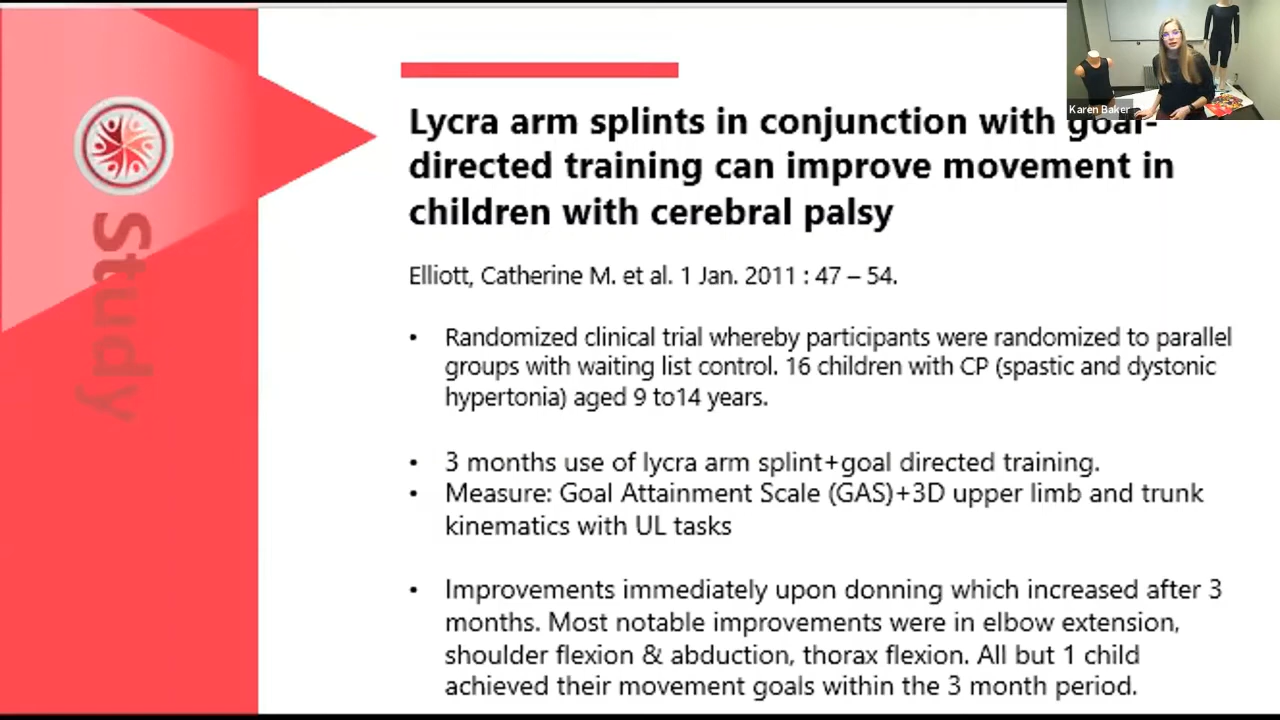 Lycra arm splints in conjunction with goal-
directed training can improve movement in
children with cerebral palsy
Elliott, Catherine M. et al. 1 Jan. 2011 : 47 – 54.
• Randomized clinical trial whereby participants were randomized to parallel
groups with waiting list control. 16 children with CP (spastic and dystonic
hypertonia) aged 9 to14 years.
• 3 months use of lycra arm splint+goal directed training.
• Measure: Goal Attainment Scale (GAS)+3D upper limb and trunk
kinematics with UL tasks
• Improvements immediately upon donning which increased after 3
months. Most notable improvements were in elbow extension,
shoulder flexion & abduction, thorax flexion. All but 1 child
achieved their movement goals within the 3 month period.
Study
Karen Baker